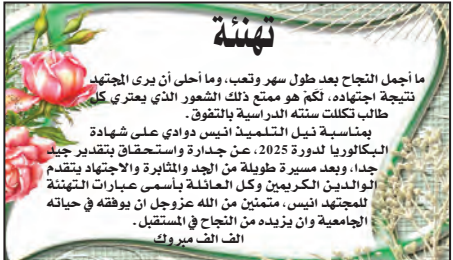 تهنئة
ما أجمل النجاح بعد طول سهر وتعب، وما أحلى أن يرى المجتهد
نتيجة اجتهاده، لَكَمْ هو ممتع ذلك الشعور الذي يعتري كل
طالب تكللت سنته الدراسية بالتفوق.
بمناسبة نيل التلميذ انيس دوادي على شهادة
البكالوريا لدورة 2025، عن جدارة واستحقاق بتقدير جيد
جدا، وبعد مسيرة طويلة من الجد والمثابرة والاجتهاد يتقدم
الوالدين الكريمين وكل العائلة بأسمى عبارات التهنئة
للمجتهد انيس، متمنين من الله عزوجل ان يوفقه في حياته
الجامعية وان يزيده من النجاح في المستقبل.
الف الف مبروك